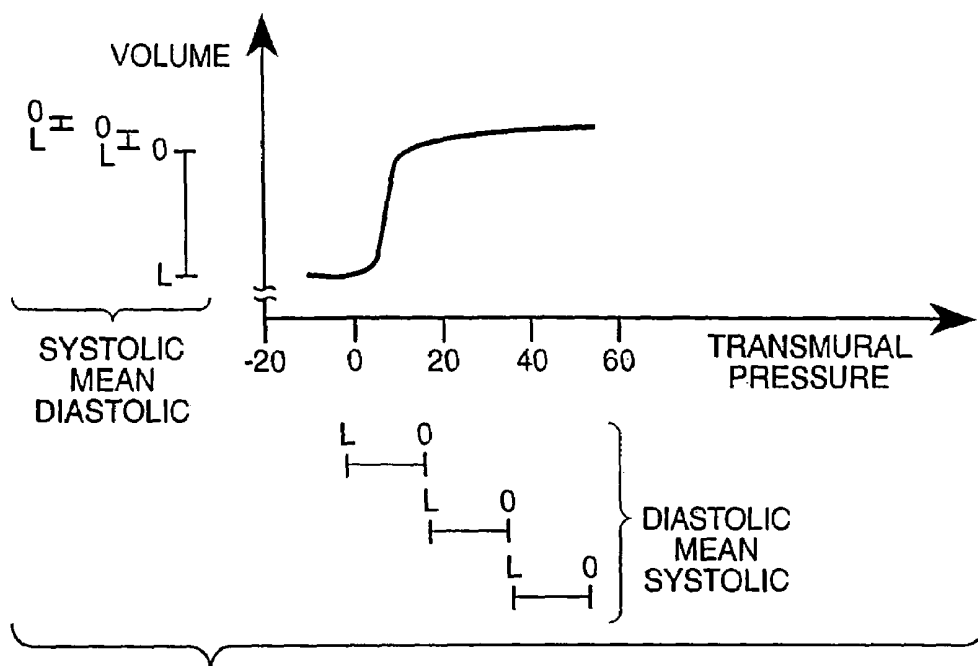 VOLUME
0 0 0
L L
L
SYSTOLIC
MEAN
DIASTOLIC
-20 0 20 40 60
TRANSMURAL
PRESSURE
L 0
L 0
L 0
DIASTOLIC
MEAN
SYSTOLIC